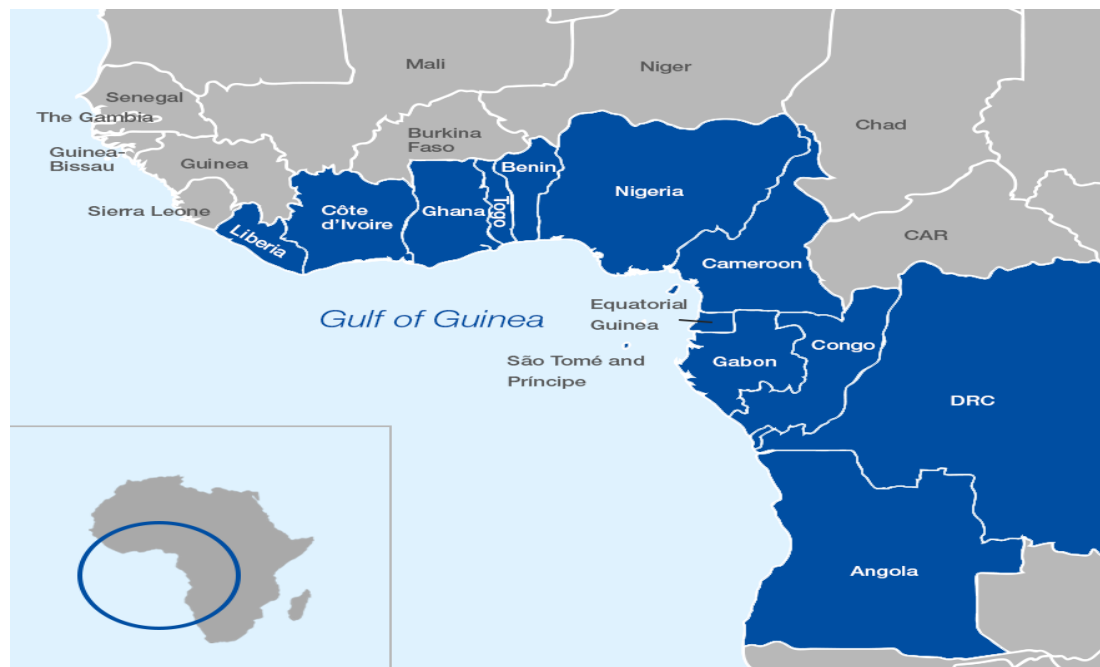 Mali
Niger
Senegal
The Gambia
Chad
Burkina
Faso
Guinea-
Bissau
Guinea
Benin
Nigeria
Sierra Leone
Liberia
Côte
d'Ivoire
Ghana
Togo
CAR
Cameroon
Gulf of Guinea
Equatorial
Guinea
Congo
São Tomé and
Príncipe
Gabon
DRC
Angola